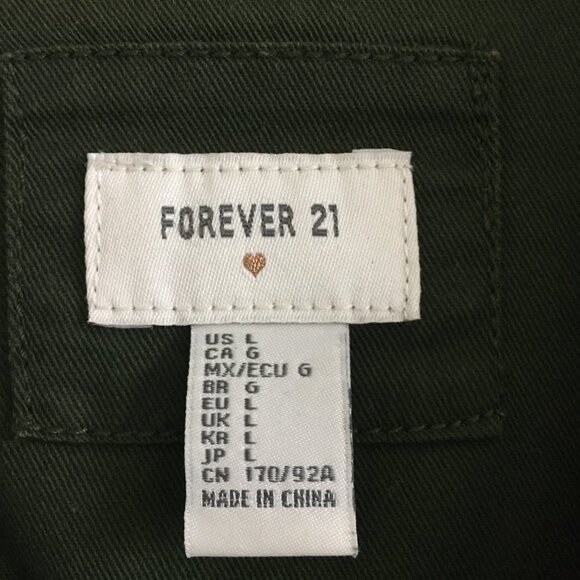 FOREVER 21
US L
CA G
MX/ECU G
BR G
EU L
UK L
KR L
JP L
CN 170/92A
MADE IN CHINA